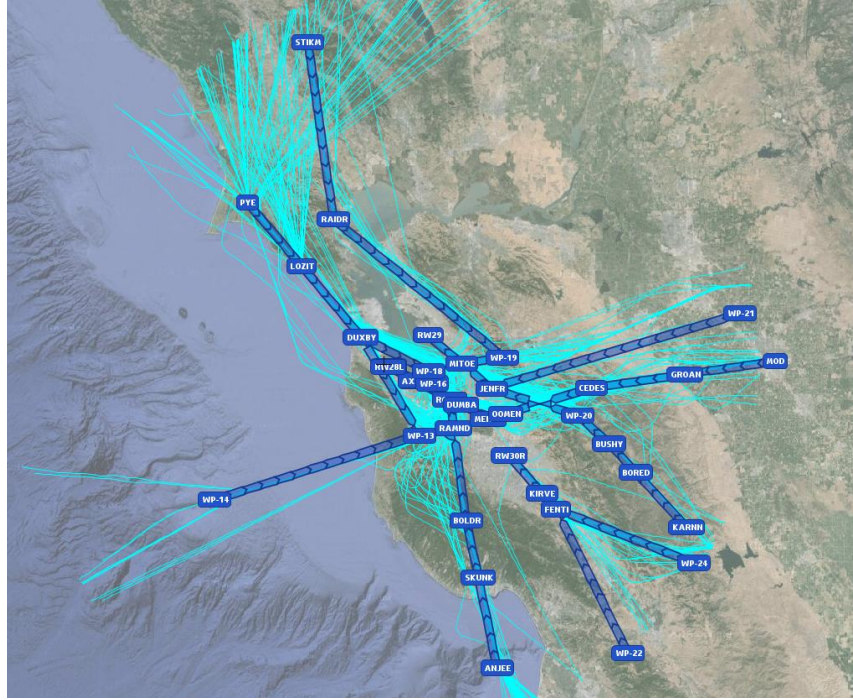 STIKM
PYE
RAIDR
LOZIT
WP-21
DUXBY
RW29
WP-19
MOD
MITOE
RW28L
WP-18
GROAN
AX
WP-16
JENFR
CEDES
DUMBA
OOMEN
WP-20
RAMND
WP-13
BUSHY
RW30R
BORED
KIRVE
WP-14
FENTI
BOLDR
KARNN
WP-24
SKUNK
WP-22
ANJEE